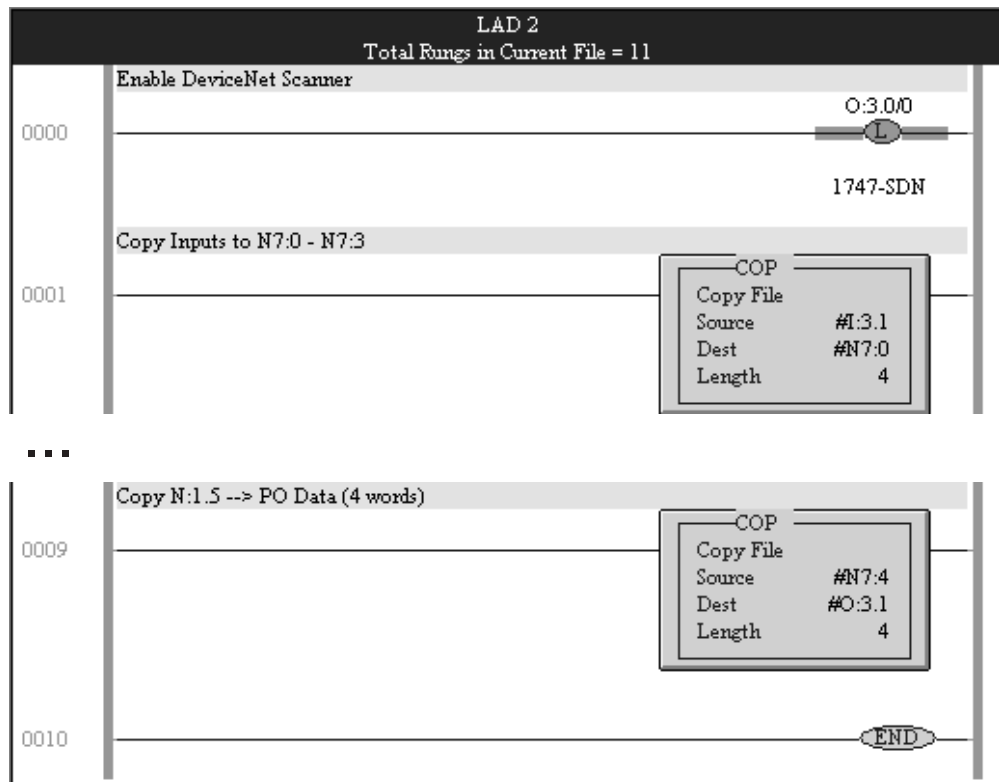 LAD 2
Total Rungs in Current File = 11
Enable DeviceNet Scanner
O:3.0/0
0000
L
1747-SDN
Copy Inputs to N7:0 - N7:3
COP
0001
Copy File
Source #I:3.1
Dest #N7:0
Length 4
...
Copy N:1.5 --> PO Data (4 words)
COP
0009
Copy File
Source #N7:4
Dest #O:3.1
Length 4
0010
END